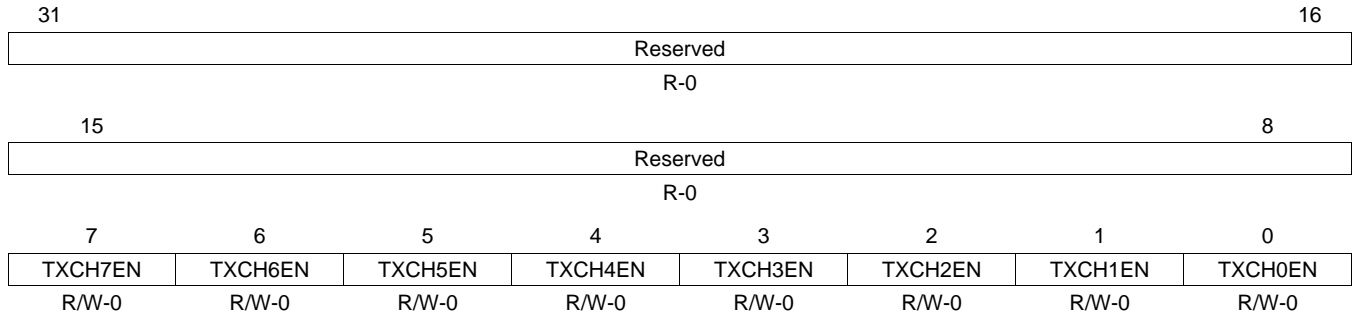 31 16
Reserved
R-0
15 8
Reserved
R-0
7 6 5 4 3 2 1 0
TXCH7EN TXCH6EN TXCH5EN TXCH4EN TXCH3EN TXCH2EN TXCH1EN TXCH0EN
R/W-0 R/W-0 R/W-0 R/W-0 R/W-0 R/W-0 R/W-0 R/W-0